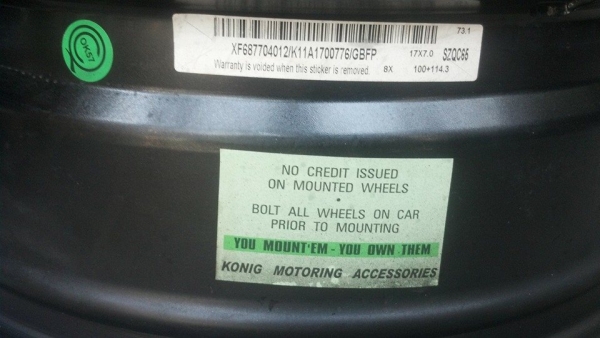 OK57
73.1
XF687704012/K11A1700776/GBFP 17X7.0 SZQC65
Warranty is voided when this sticker is removed. 8X 100+114.3
NO CREDIT ISSUED
ON MOUNTED WHEELS
•
BOLT ALL WHEELS ON CAR
PRIOR TO MOUNTING
YOU MOUNT'EM - YOU OWN THEM
KONIG MOTORING ACCESSORIES